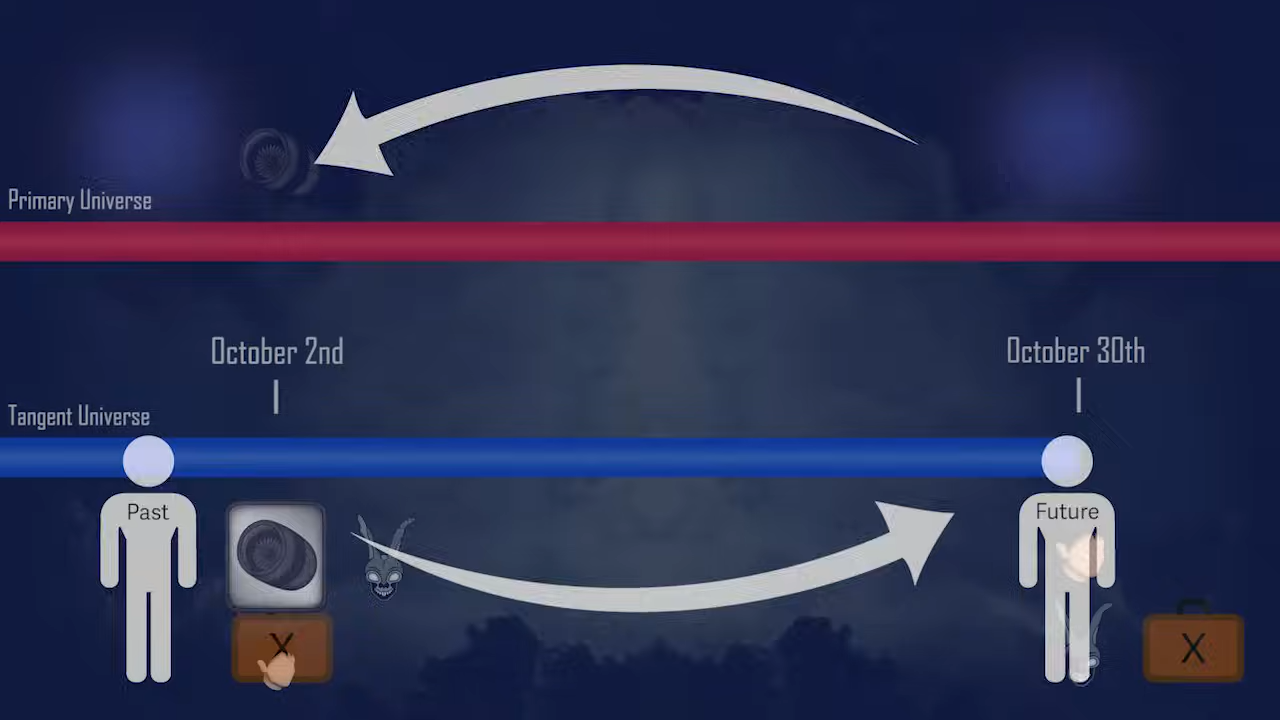 Primary Universe
October 2nd
October 30th
Tangent Universe
Past
Future
X
X